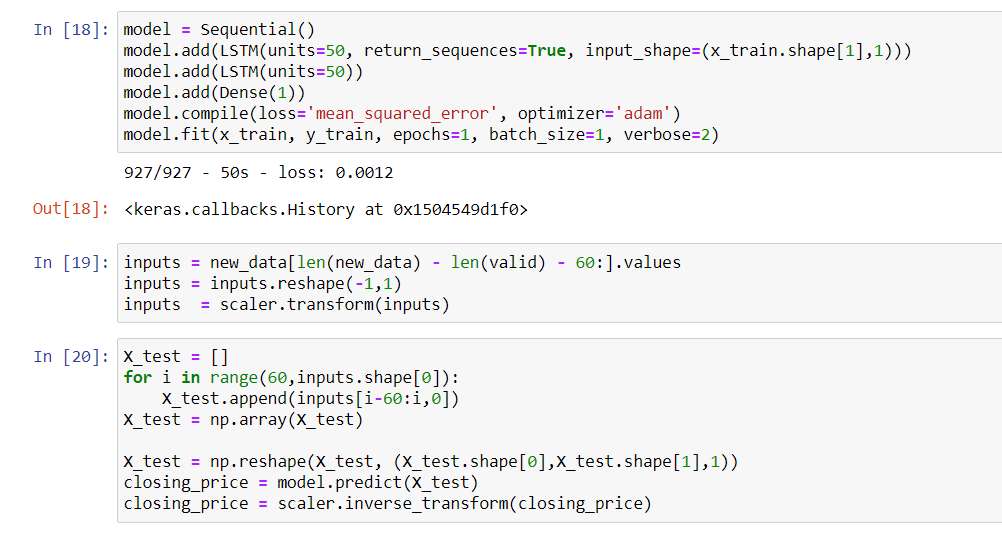 In [18]: model = Sequential()
model.add(LSTM(units=50, return_sequences=True, input_shape=(x_train.shape[1],1)))
model.add(LSTM(units=50))
model.add(Dense(1))
model.compile(loss='mean_squared_error', optimizer='adam')
model.fit(x_train, y_train, epochs=1, batch_size=1, verbose=2)
927/927 - 50s - loss: 0.0012
Out[18]: <keras.callbacks.History at 0x1504549d1f0>
In [19]: inputs = new_data[len(new_data) - len(valid) - 60:].values
inputs = inputs.reshape(-1,1)
inputs  = scaler.transform(inputs)
In [20]: X_test = []
for i in range(60,inputs.shape[0]):
    X_test.append(inputs[i-60:i,0])
X_test = np.array(X_test)
X_test = np.reshape(X_test, (X_test.shape[0],X_test.shape[1],1))
closing_price = model.predict(X_test)
closing_price = scaler.inverse_transform(closing_price)